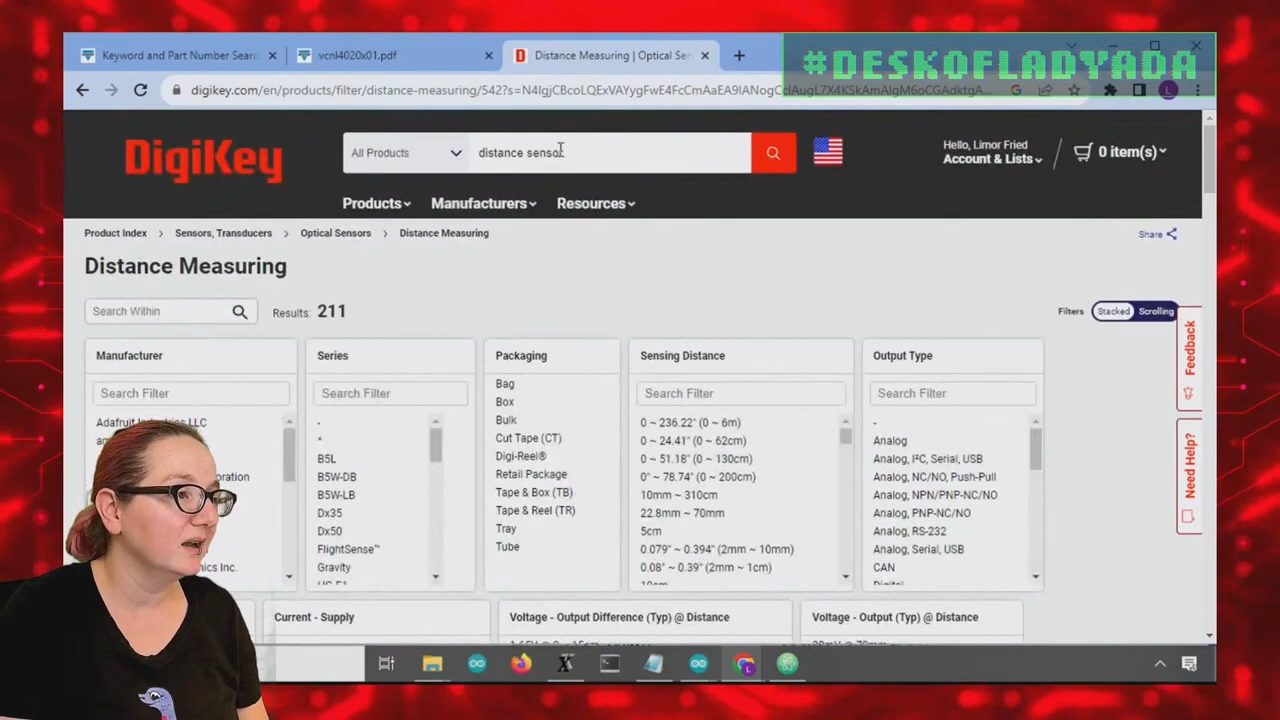 #DESKOFLADYADA
Keyword and Part Number Searc
vcnl4020x01.pdf
Distance Measuring | Optical Sen
digikey.com/en/products/filter/distance-measuring/542?s=
DigiKey
All Products
distance sensor
Hello, Limor Fried
Account & Lists
0 item(s)
Products
Manufacturers
Resources
Product Index > Sensors, Transducers > Optical Sensors > Distance Measuring
Share
Distance Measuring
Search Within
Results: 211
Filters
Stacked
Scrolling
Feedback
Need Help?
Manufacturer
Search Filter
Adafruit Industries LLC
Series
Search Filter
-
*
B5L
B5W-DB
B5W-LB
Dx35
Dx50
FlightSense™
Gravity
Packaging
Bag
Box
Bulk
Cut Tape (CT)
Digi-Reel®
Retail Package
Tape & Box (TB)
Tape & Reel (TR)
Tray
Tube
Sensing Distance
Search Filter
0 ~ 236.22" (0 ~ 6m)
0 ~ 24.41" (0 ~ 62cm)
0 ~ 51.18" (0 ~ 130cm)
0" ~ 78.74" (0 ~ 200cm)
10mm ~ 310cm
22.8mm ~ 70mm
5cm
0.079" ~ 0.394" (2mm ~ 10mm)
0.08" ~ 0.39" (2mm ~ 1cm)
10cm
Output Type
Search Filter
-
Analog
Analog, I²C, Serial, USB
Analog, NC/NO, Push-Pull
Analog, NPN/PNP-NC/NO
Analog, PNP-NC/NO
Analog, RS-232
Analog, Serial, USB
CAN
Digital
Current - Supply
Voltage - Output Difference (Typ) @ Distance
Voltage - Output (Typ) @ Distance